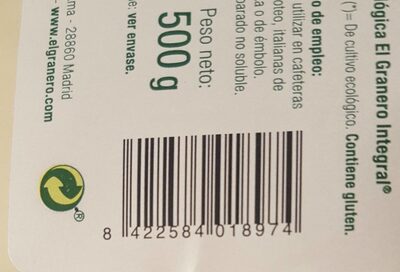 ológica El Granero Integral®
(*)= De cultivo ecológico. Contiene gluten.
o de empleo:
utilizar en cafeteras
oteo, italianas de
a o de émbolo.
parado no soluble.
Peso neto:
500 g
e: ver envase.
ma - 28860 Madrid
www.elgranero.com
®
8 422584 018974